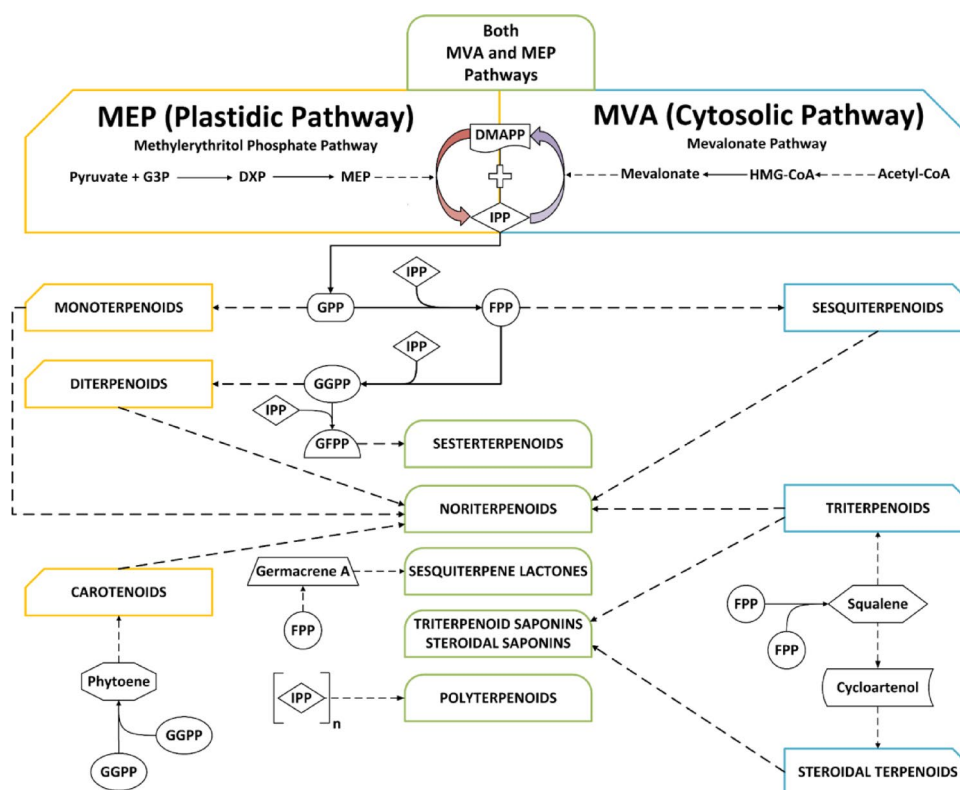 Both
MVA and MEP
Pathways
MEP (Plastidic Pathway)
Methylerythritol Phosphate Pathway
Pyruvate + G3P
DXP
MEP
DMAPP
IPP
MVA (Cytosolic Pathway)
Mevalonate Pathway
Mevalonate
HMG-CoA
Acetyl-CoA
IPP
MONOTERPENOIDS
GPP
FPP
SESQUITERPENOIDS
IPP
DITERPENOIDS
GGPP
IPP
GFPP
SESTERTERPENOIDS
NORITERPENOIDS
TRITERPENOIDS
Germacrene A
SESQUITERPENE LACTONES
CAROTENOIDS
FPP
FPP
Squalene
TRITERPENOID SAPONINS
STEROIDAL SAPONINS
FPP
Phytoene
IPP
n
POLYTERPENOIDS
Cycloartenol
GGPP
GGPP
STEROIDAL TERPENOIDS